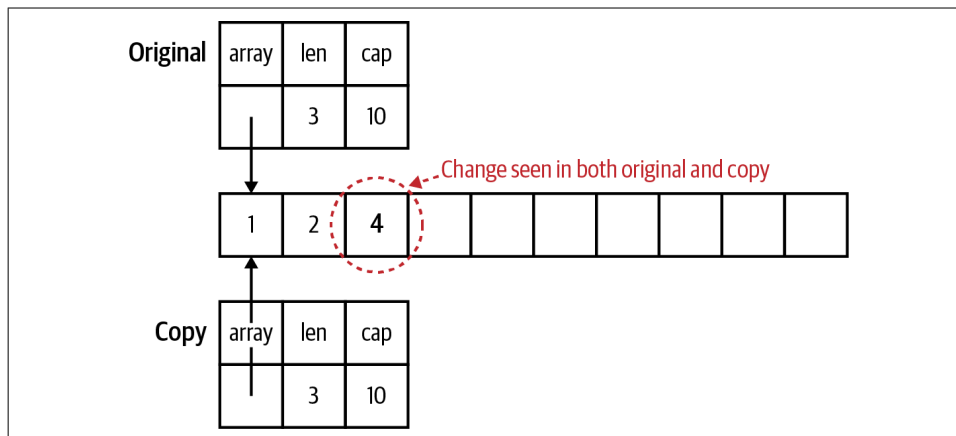 Original array len cap
3 10
Change seen in both original and copy
1 2 4
Copy array len cap
3 10